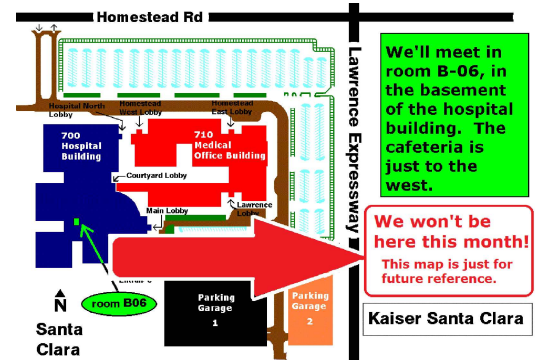 Homestead Rd
Hospital North
Lobby
Homestead
West Lobby
Homestead
East Lobby
700
Hospital
Building
710
Medical
Office Building
Courtyard Lobby
Main Lobby
Lawrence
Lobby
room B06
N
Santa
Clara
Parking
Garage
1
Parking
Garage
2
Lawrence Expressway
We'll meet in
room B-06, in
the basement
of the hospital
building. The
cafeteria is
just to the
west.
We won't be
here this month!
This map is just for
future reference.
Kaiser Santa Clara